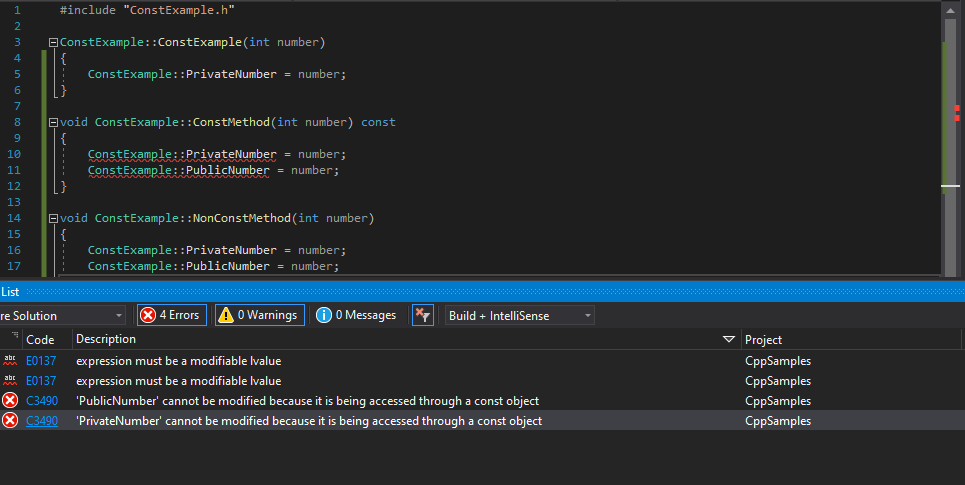 1 #include "ConstExample.h"
2
3 ConstExample::ConstExample(int number)
4 {
5 ConstExample::PrivateNumber = number;
6 }
7
8 void ConstExample::ConstMethod(int number) const
9 {
10 ConstExample::PrivateNumber = number;
11 ConstExample::PublicNumber = number;
12 }
13
14 void ConstExample::NonConstMethod(int number)
15 {
16 ConstExample::PrivateNumber = number;
17 ConstExample::PublicNumber = number;
List
re Solution 4 Errors 0 Warnings 0 Messages Build + IntelliSense
Code Description Project
abc E0137 expression must be a modifiable lvalue CppSamples
abc E0137 expression must be a modifiable lvalue CppSamples
C3490 'PublicNumber' cannot be modified because it is being accessed through a const object CppSamples
C3490 'PrivateNumber' cannot be modified because it is being accessed through a const object CppSamples